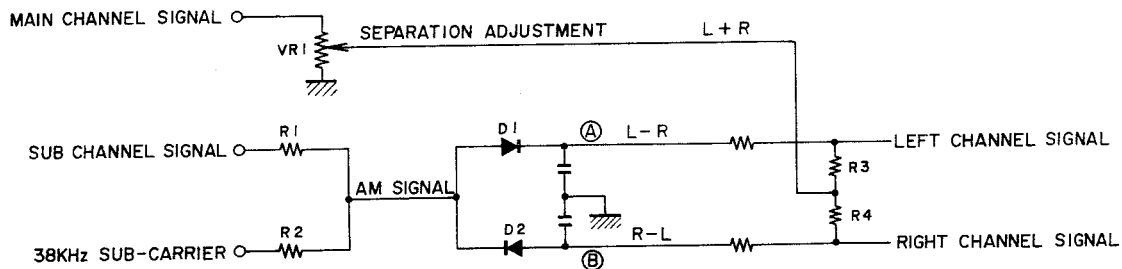 MAIN CHANNEL SIGNAL
VR1
SEPARATION ADJUSTMENT
L+R
SUB CHANNEL SIGNAL
R1
D1
A
L-R
LEFT CHANNEL SIGNAL
R3
AM SIGNAL
R4
38KHz SUB-CARRIER
R2
D2
B
R-L
RIGHT CHANNEL SIGNAL